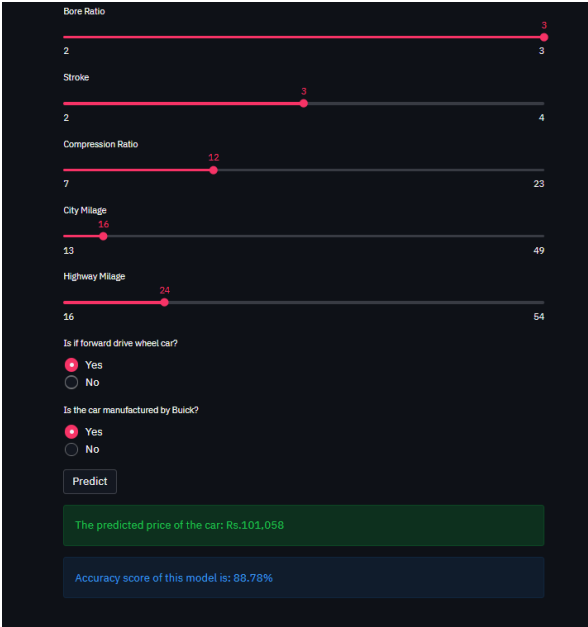 Bore Ratio
3
2 3
Stroke
3
2 4
Compression Ratio
12
7 23
City Milage
16
13 49
Highway Milage
24
16 54
Is if forward drive wheel car?
Yes
No
Is the car manufactured by Buick?
Yes
No
Predict
The predicted price of the car: Rs.101,058
Accuracy score of this model is: 88.78%